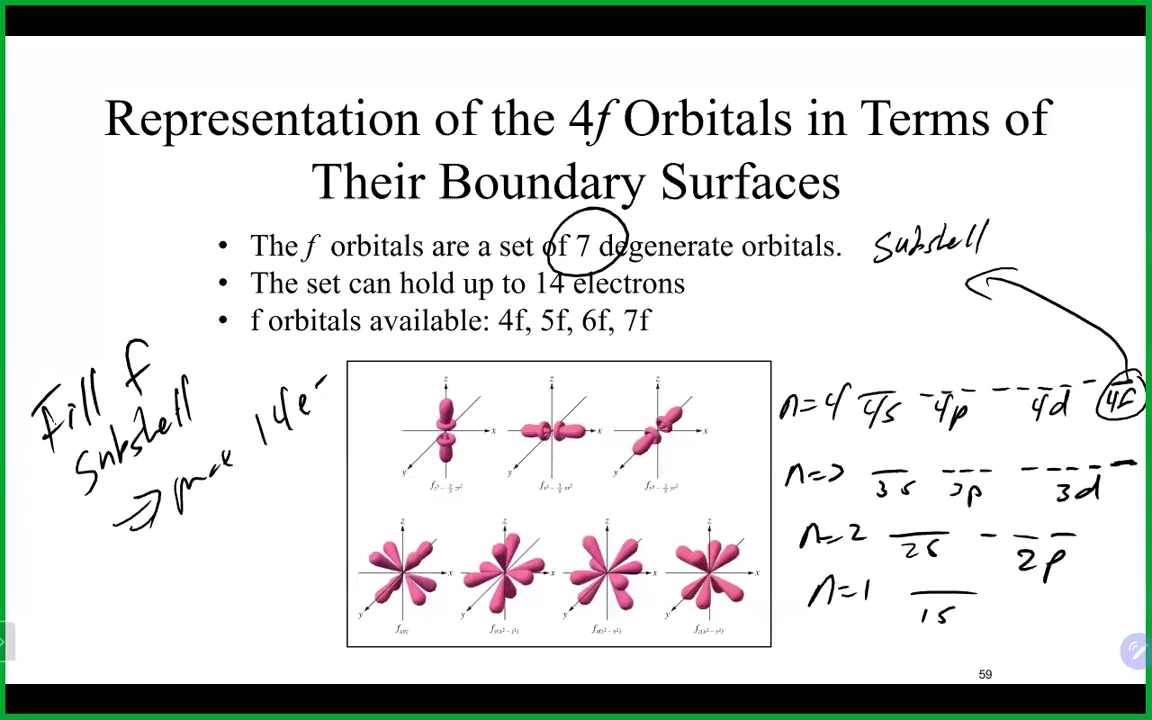 Representation of the 4f Orbitals in Terms of
Their Boundary Surfaces
• The f orbitals are a set of 7 degenerate orbitals.
• The set can hold up to 14 electrons
• f orbitals available: 4f, 5f, 6f, 7f
subshell
Fill f
subshell
⇒ max 14e⁻
n=4 4s 4p 4d 4f
n=3 3s 3p 3d
n=2 2s 2p
n=1 1s
z z z
x x x
y y y
z z z z
x x x x
y y y y
fxyz
59